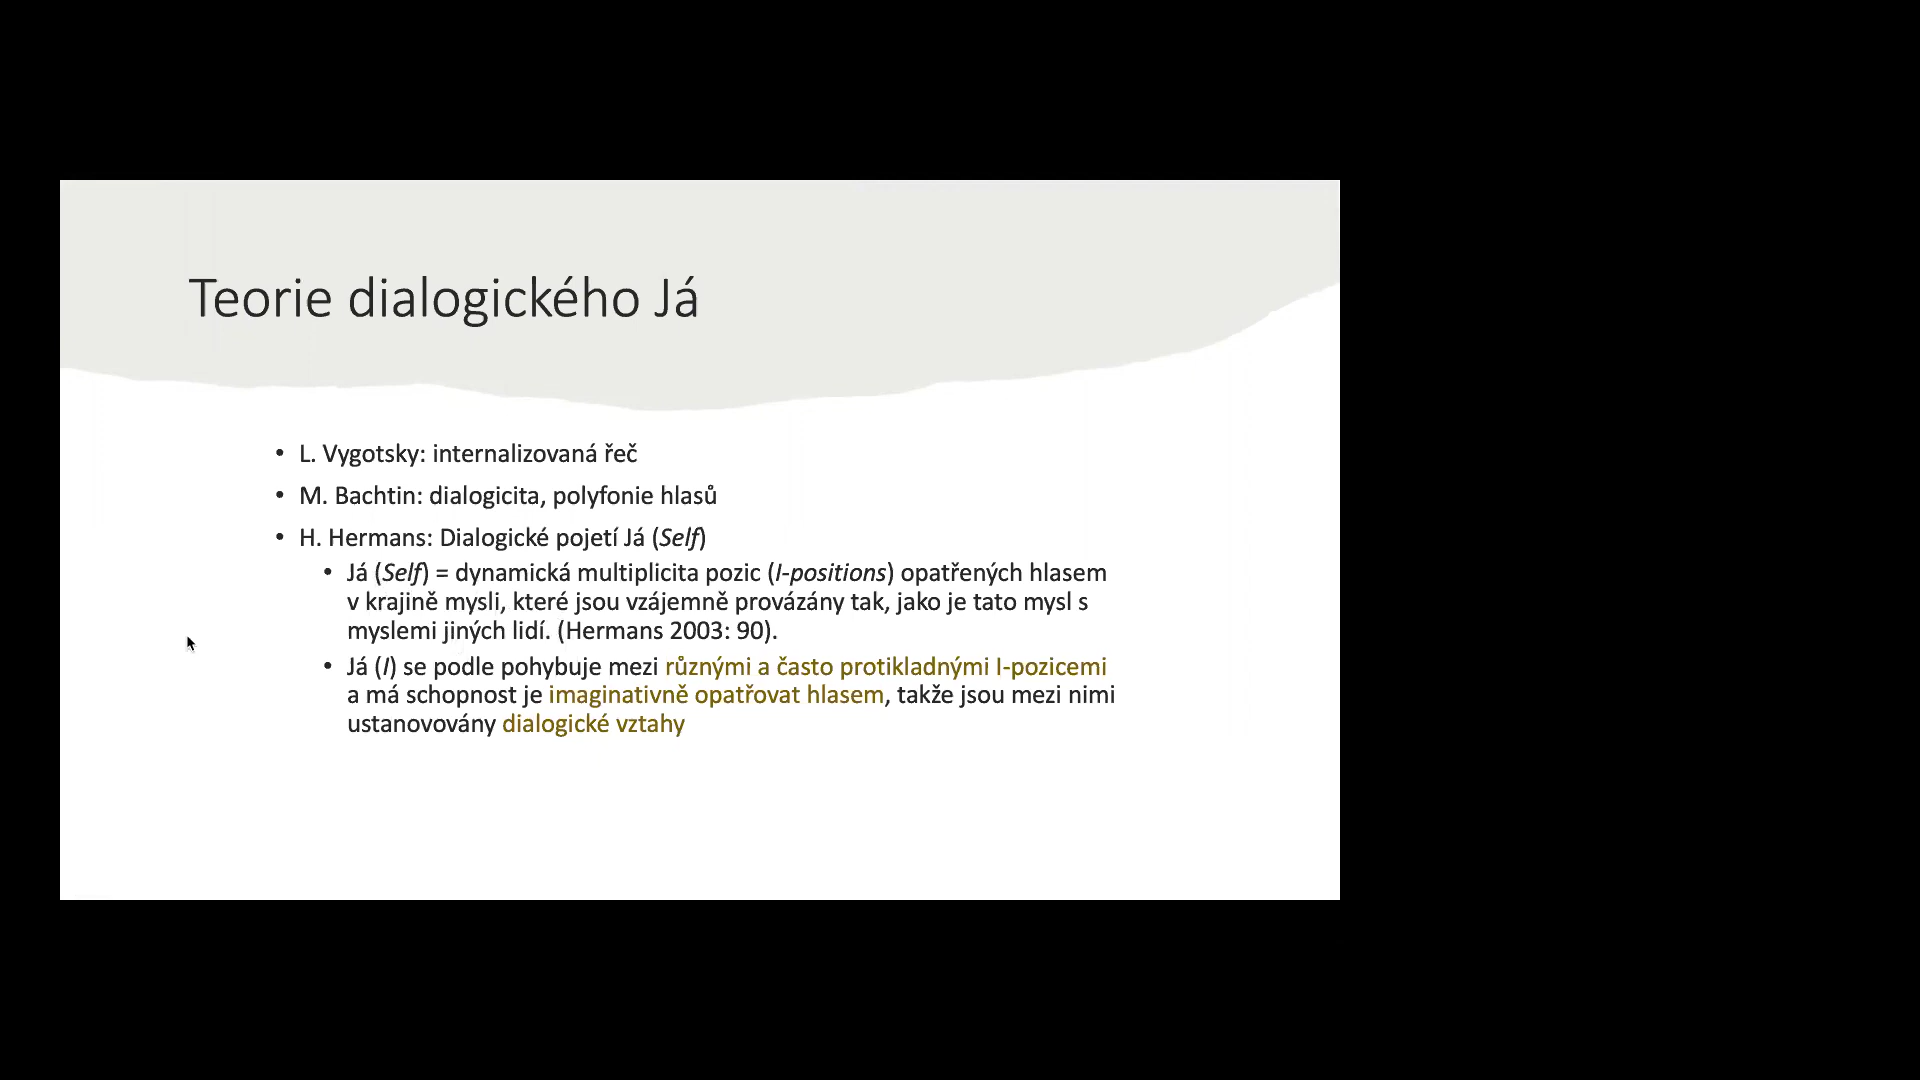 Teorie dialogického Já
• L. Vygotsky: internalizovaná řeč
• M. Bachtin: dialogicita, polyfonie hlasů
• H. Hermans: Dialogické pojetí Já (Self)
• Já (Self) = dynamická multiplicita pozic (I-positions) opatřených hlasem
v krajině mysli, které jsou vzájemně provázány tak, jako je tato mysl s
myslemi jiných lidí. (Hermans 2003: 90).
• Já (I) se podle pohybuje mezi různými a často protikladnými I-pozicemi
a má schopnost je imaginativně opatřovat hlasem, takže jsou mezi nimi
ustanovovány dialogické vztahy